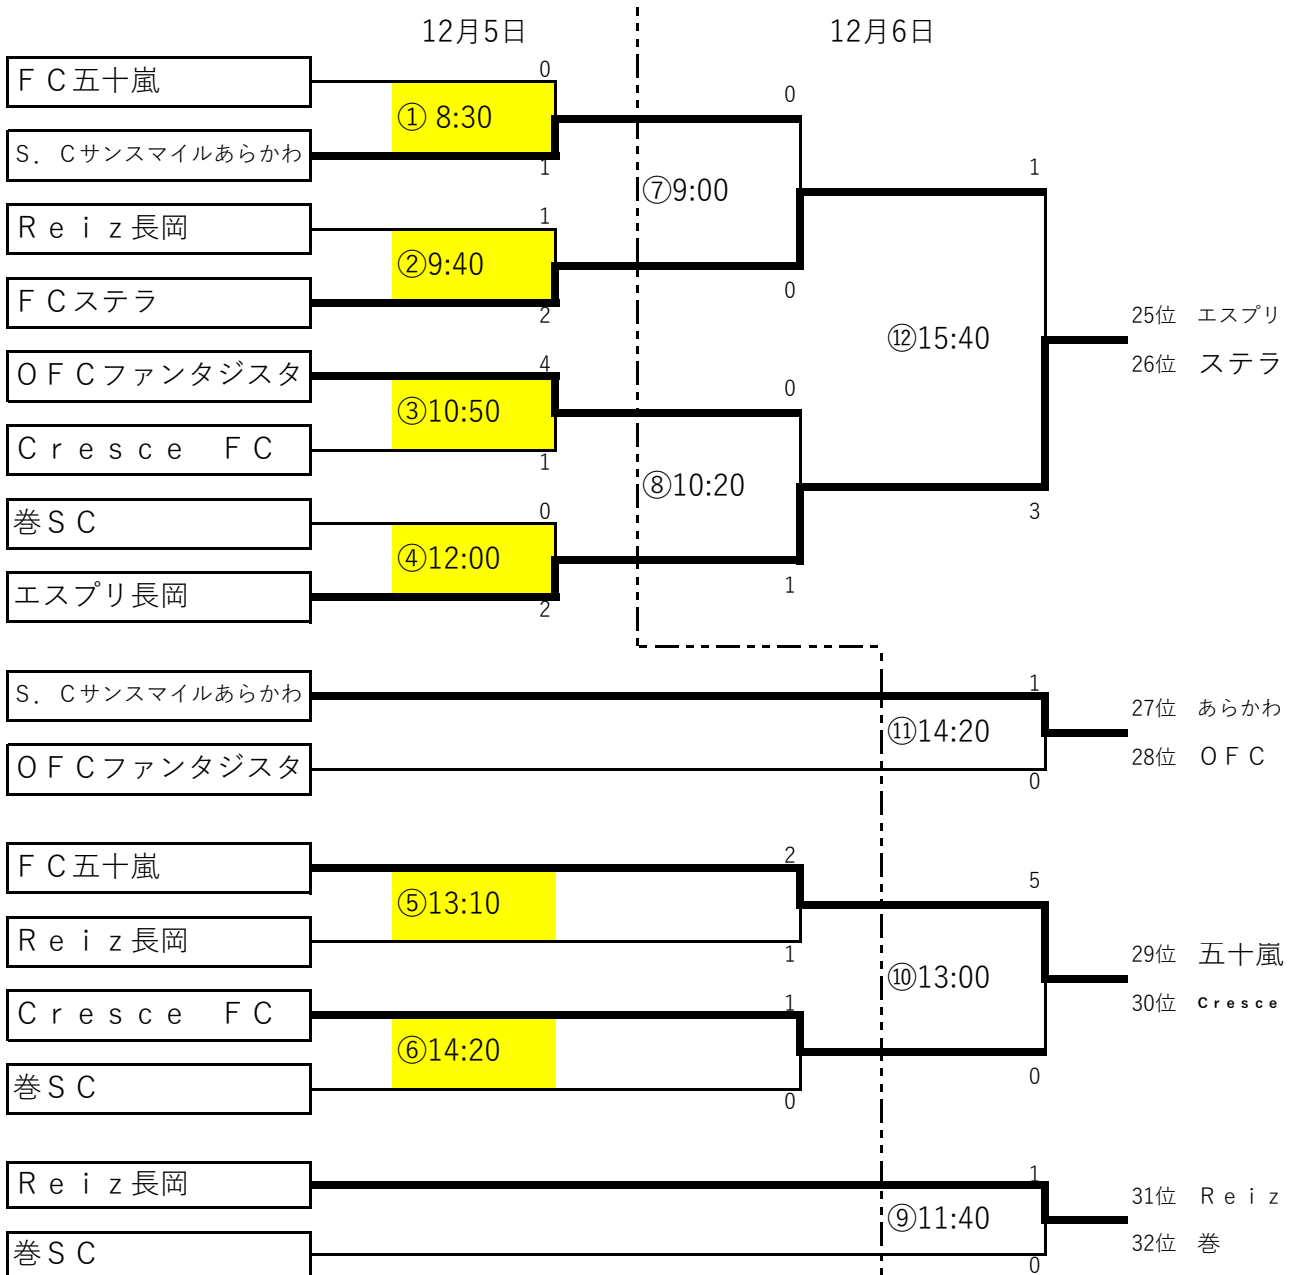 12月5日
12月6日
ＦＣ五十嵐
0
① 8:30
0
Ｓ．Ｃサンスマイルあらかわ
1
1
⑦9:00
Ｒｅｉｚ長岡
1
②9:40
ＦＣステラ
2
0
25位 エスプリ
⑫15:40
26位 ステラ
ＯＦＣファンタジスタ
4
0
③10:50
Ｃｒｅｓｃｅ　ＦＣ
1
⑧10:20
巻ＳＣ
0
3
④12:00
エスプリ長岡
2
1
Ｓ．Ｃサンスマイルあらかわ
1
27位 あらかわ
⑪14:20
28位 ＯＦＣ
ＯＦＣファンタジスタ
0
ＦＣ五十嵐
2
5
⑤13:10
Ｒｅｉｚ長岡
1
29位 五十嵐
⑩13:00
30位 Ｃｒｅｓｃｅ
Ｃｒｅｓｃｅ　ＦＣ
1
⑥14:20
巻ＳＣ
0
0
Ｒｅｉｚ長岡
1
31位 Ｒｅｉｚ
⑨11:40
32位 巻
巻ＳＣ
0